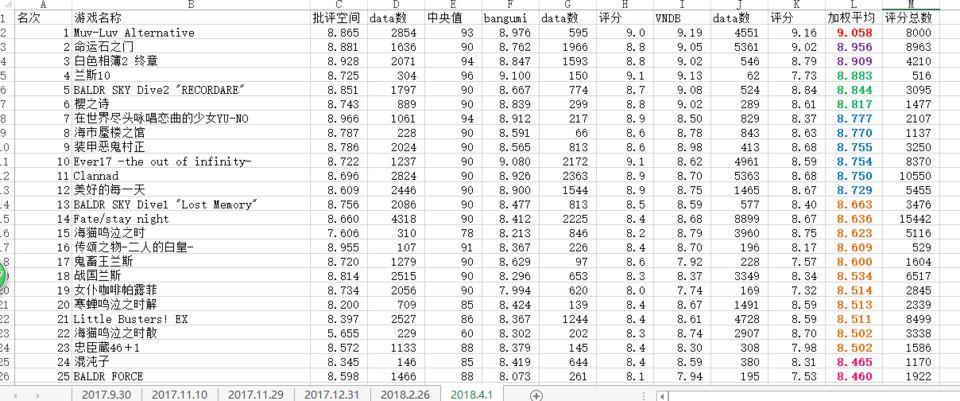 A B C D E F G H I J K L M
1 名次 游戏名称 批评空间 data数 中央值 bangumi data数 评分 VNDB data数 评分 加权平均 评分总数
2 1 Muv-Luv Alternative 8.865 2854 93 8.976 595 9.0 9.19 4551 9.16 9.058 8000
3 2 命运石之门 8.881 1636 90 8.762 1966 8.8 9.05 5361 9.02 8.956 8963
4 3 白色相簿2 终章 8.928 2071 94 8.847 1593 8.8 9.02 546 8.79 8.909 4210
5 4 兰斯10 8.725 304 96 9.100 150 9.1 9.13 62 7.73 8.883 516
6 5 BALDR SKY Dive2 "RECORDARE" 8.851 1797 90 8.667 774 8.7 9.08 524 8.84 8.844 3095
7 6 樱之诗 8.743 889 90 8.839 299 8.8 9.02 289 8.61 8.817 1477
8 7 在世界尽头咏唱恋曲的少女YU-NO 8.966 1061 94 8.912 217 8.9 8.50 829 8.37 8.777 2107
9 8 海市蜃楼之馆 8.787 228 90 8.591 66 8.6 8.78 843 8.63 8.770 1137
10 9 装甲恶鬼村正 8.786 2024 90 8.565 813 8.6 8.98 413 8.68 8.755 3250
11 10 Ever17 -the out of infinity- 8.722 1237 90 9.080 2172 9.1 8.62 4961 8.59 8.754 8370
12 11 Clannad 8.696 2824 90 8.926 2363 8.9 8.70 5363 8.68 8.750 10550
13 12 美好的每一天 8.609 2446 90 8.900 1544 8.9 8.75 1465 8.67 8.729 5455
14 13 BALDR SKY Dive1 "Lost Memory" 8.756 2086 90 8.477 813 8.5 8.59 577 8.40 8.663 3476
15 14 Fate/stay night 8.660 4318 90 8.412 2225 8.4 8.68 8899 8.67 8.636 15442
16 15 海猫鸣泣之时 7.606 310 78 8.213 846 8.2 8.79 3960 8.75 8.623 5116
17 16 传颂之物-二人的白皇- 8.955 107 91 8.367 226 8.4 8.70 196 8.17 8.609 529
18 17 鬼畜王兰斯 8.720 1279 90 8.629 97 8.6 7.92 228 7.57 8.600 1604
19 18 战国兰斯 8.814 2515 90 8.296 653 8.3 8.37 3349 8.34 8.534 6517
20 19 女仆咖啡帕露菲 8.734 2056 90 7.994 620 8.0 7.74 169 7.32 8.514 2845
21 20 寒蝉鸣泣之时解 8.200 709 85 8.424 139 8.4 8.67 1491 8.59 8.513 2339
22 21 Little Busters! EX 8.397 2527 86 8.367 1244 8.4 8.61 4728 8.59 8.511 8499
23 22 海猫鸣泣之时散 5.655 229 60 8.302 202 8.3 8.74 2907 8.70 8.502 3338
24 23 忠臣蔵46+1 8.572 1133 88 8.379 145 8.4 8.30 308 7.98 8.502 1586
25 24 混沌子 8.345 146 85 8.419 644 8.4 8.59 380 8.31 8.465 1170
26 25 BALDR FORCE 8.598 1466 88 8.073 261 8.1 7.94 195 7.53 8.460 1922
2017.9.30 2017.11.10 2017.11.29 2017.12.31 2018.2.26 2018.4.1